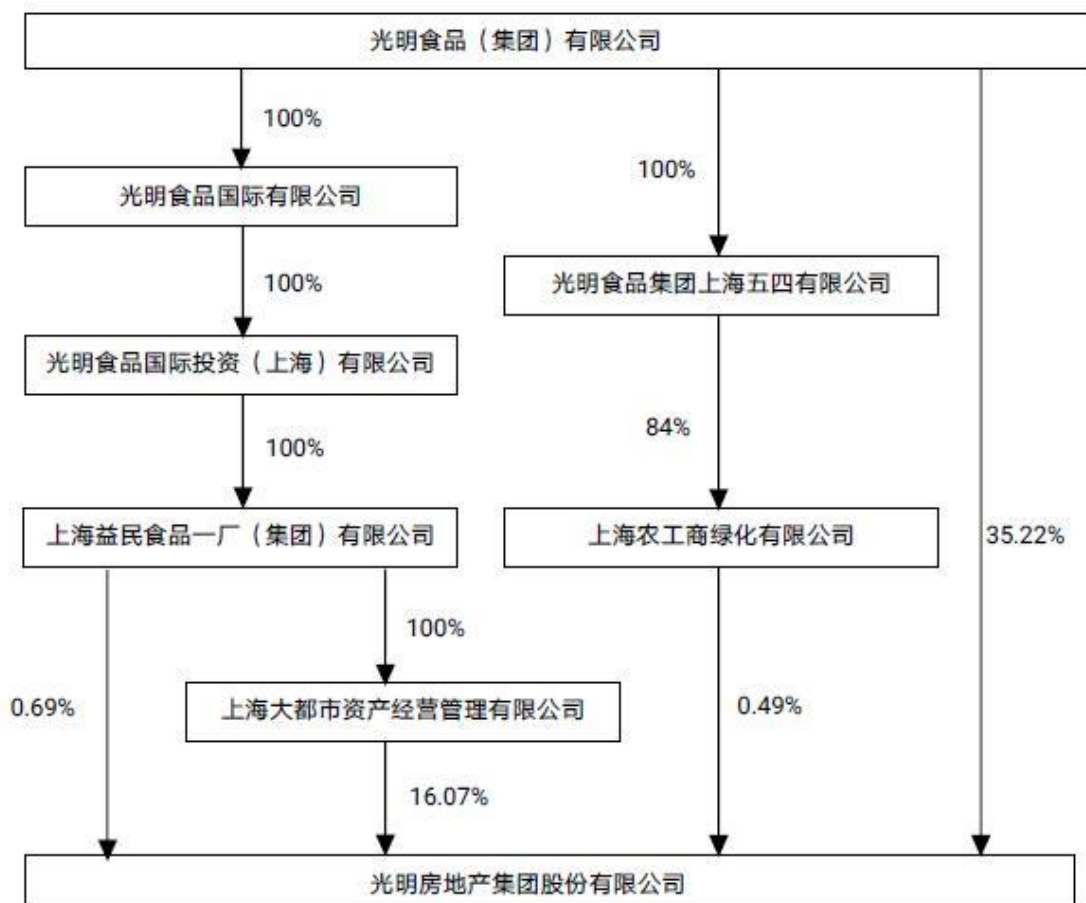 光明食品（集团）有限公司
100%
100%
光明食品国际有限公司
100%
光明食品集团上海五四有限公司
光明食品国际投资（上海）有限公司
84%
100%
上海益民食品一厂（集团）有限公司
上海农工商绿化有限公司
35.22%
100%
0.69%
上海大都市资产经营管理有限公司
0.49%
16.07%
光明房地产集团股份有限公司